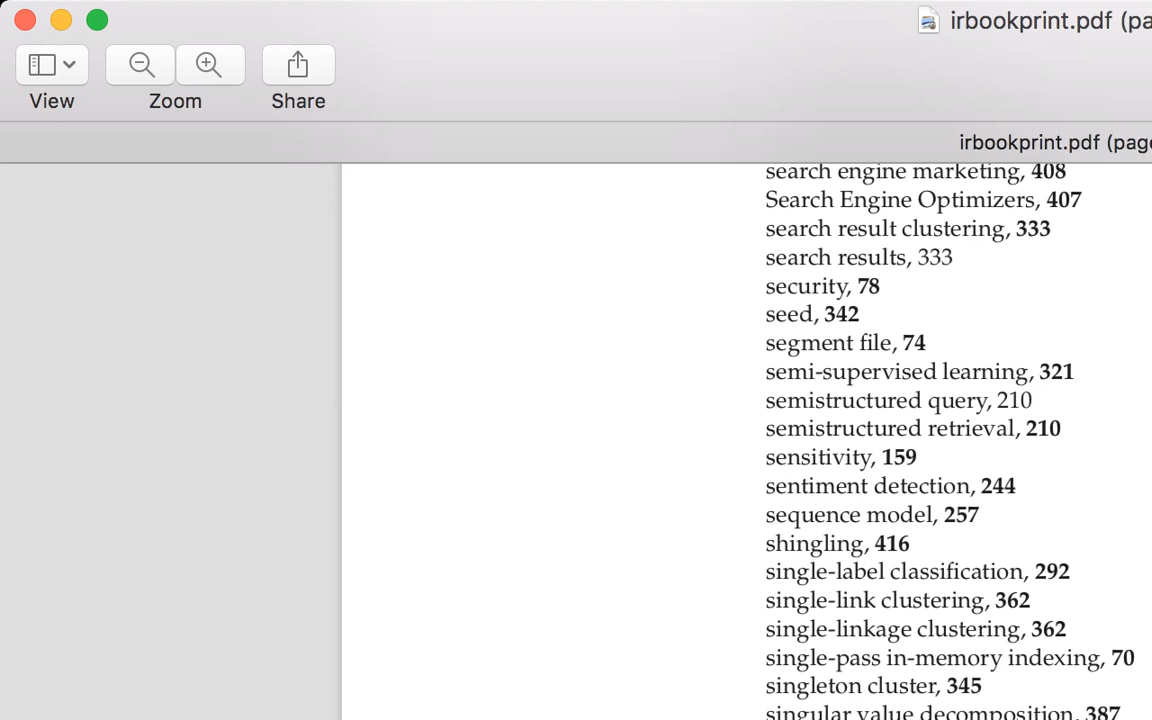 irbookprint.pdf (pa
View
Zoom
Share
irbookprint.pdf (page
search engine marketing, 408
Search Engine Optimizers, 407
search result clustering, 333
search results, 333
security, 78
seed, 342
segment file, 74
semi-supervised learning, 321
semistructured query, 210
semistructured retrieval, 210
sensitivity, 159
sentiment detection, 244
sequence model, 257
shingling, 416
single-label classification, 292
single-link clustering, 362
single-linkage clustering, 362
single-pass in-memory indexing, 70
singleton cluster, 345
singular value decomposition, 387